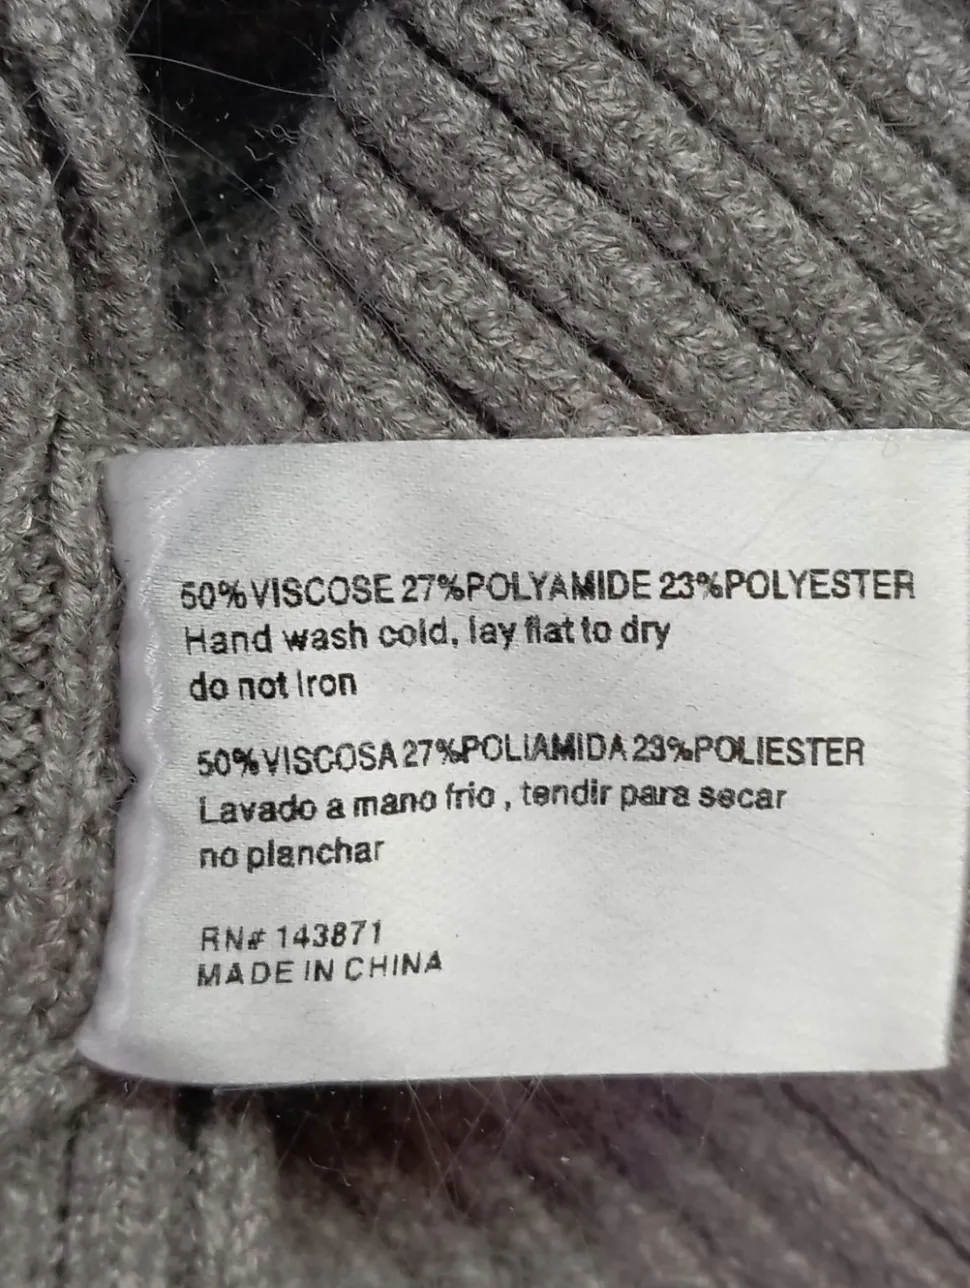 50%VISCOSE 27%POLYAMIDE 23%POLYESTER
Hand wash cold, lay flat to dry
do not Iron
50%VISCOSA 27%POLIAMIDA 23%POLIESTER
Lavado a mano frio , tendir para secar
no planchar
RN# 143871
MADE IN CHINA